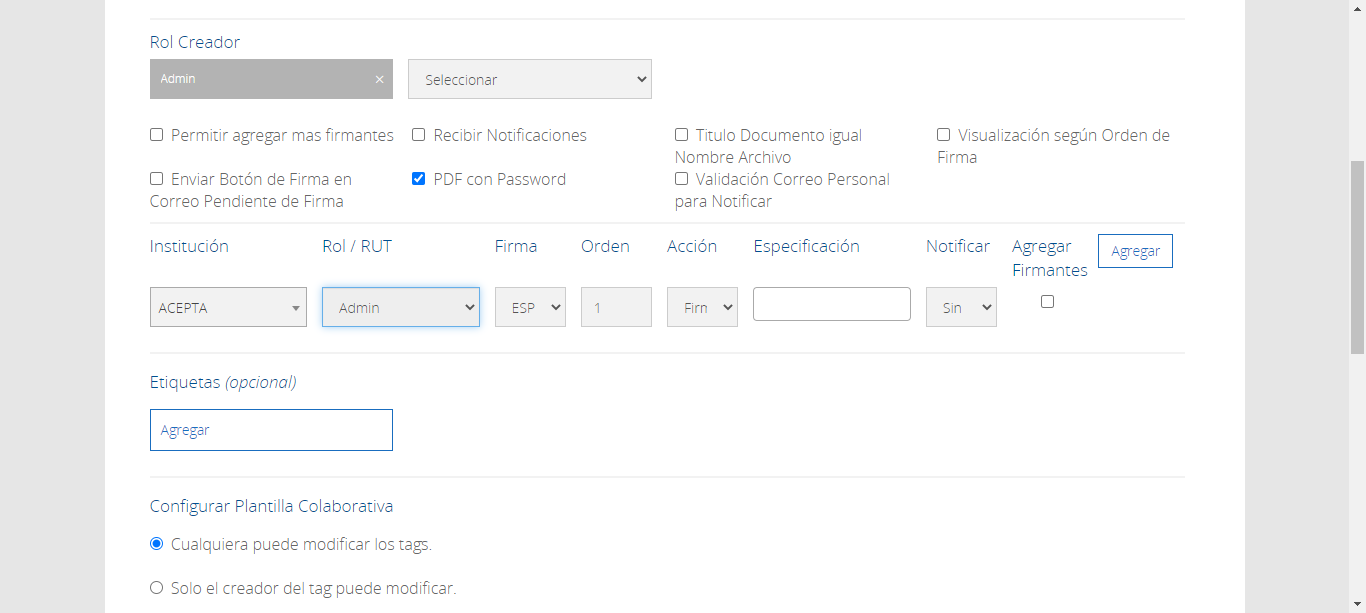 Rol Creador
Admin ×
Seleccionar
Permitir agregar mas firmantes
Recibir Notificaciones
Titulo Documento igual
Nombre Archivo
Visualización según Orden de
Firma
Enviar Botón de Firma en
Correo Pendiente de Firma
PDF con Password
Validación Correo Personal
para Notificar
Institución
Rol / RUT
Firma
Orden
Acción
Especificación
Notificar
Agregar
Firmantes
Agregar
ACEPTA
Admin
ESP
1
Firn
Sin
Etiquetas (opcional)
Agregar
Configurar Plantilla Colaborativa
Cualquiera puede modificar los tags.
Solo el creador del tag puede modificar.